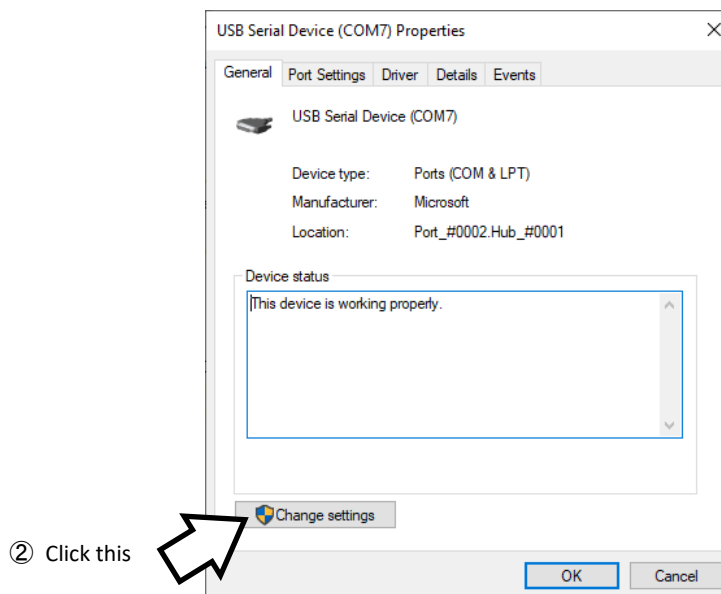 USB Serial Device (COM7) Properties
General Port Settings Driver Details Events
USB Serial Device (COM7)
Device type: Ports (COM & LPT)
Manufacturer: Microsoft
Location: Port_#0002.Hub_#0001
Device status
This device is working properly.
Change settings
② Click this
OK Cancel